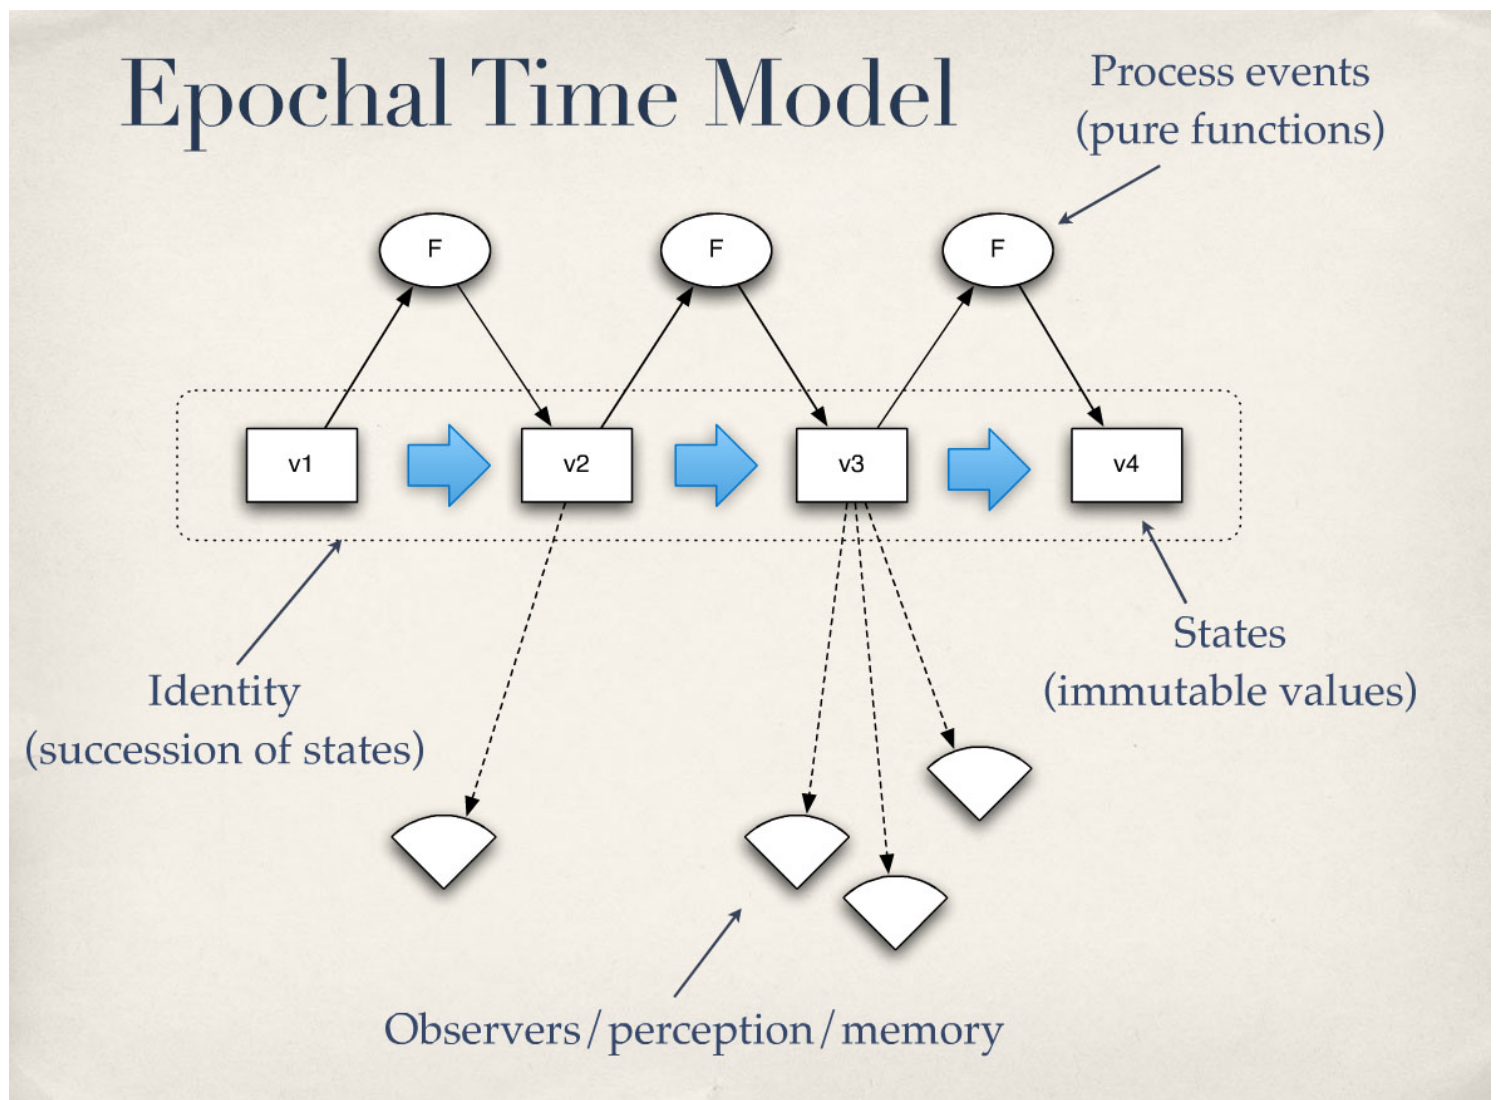 Epochal Time Model
Process events
(pure functions)
F
F
F
v1
v2
v3
v4
Identity
(succession of states)
States
(immutable values)
Observers/perception/memory